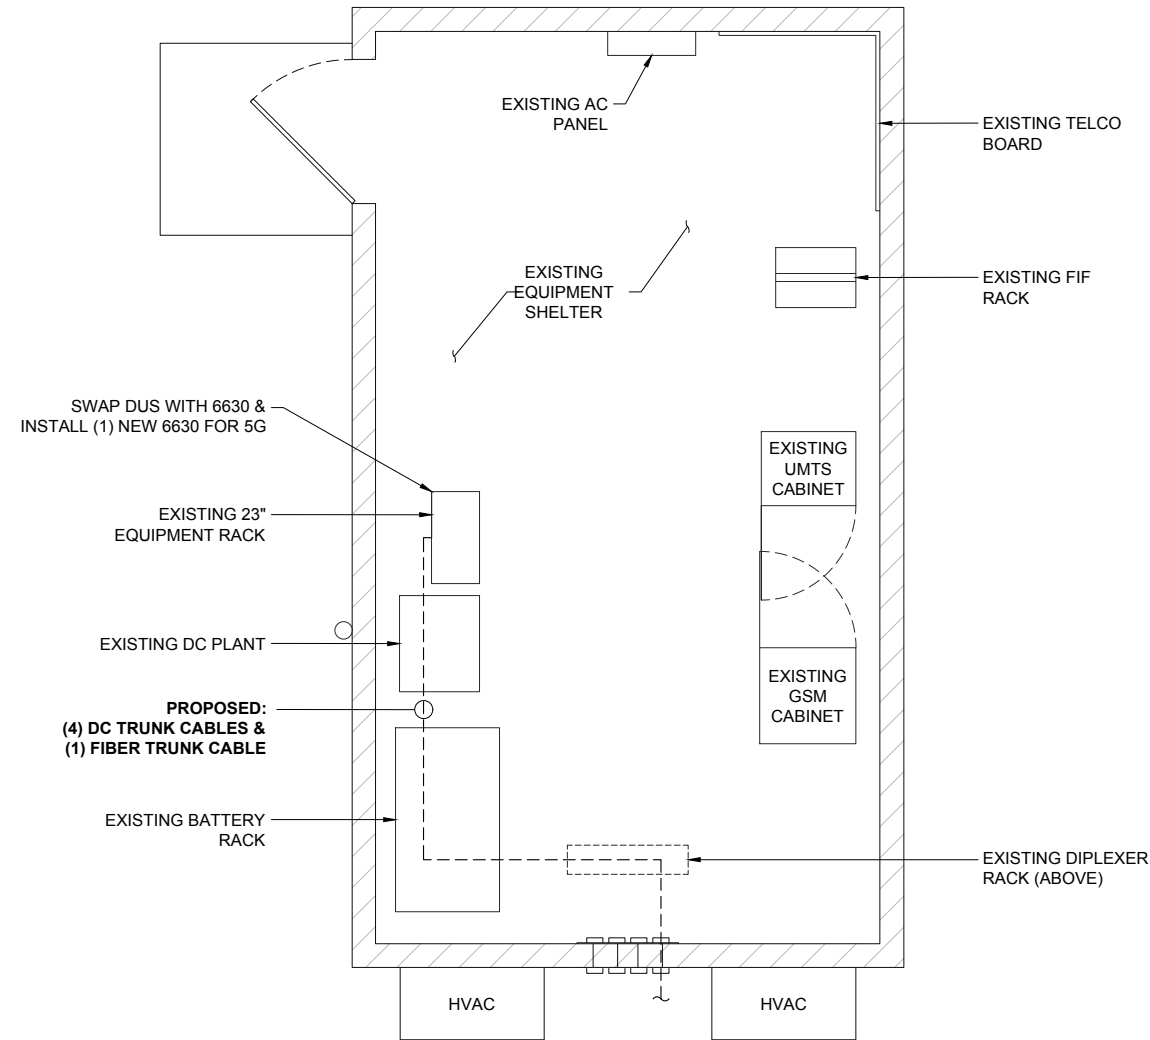 EXISTING AC
PANEL
EXISTING TELCO
BOARD
EXISTING
EQUIPMENT
SHELTER
EXISTING FIF
RACK
SWAP DUS WITH 6630 &
INSTALL (1) NEW 6630 FOR 5G
EXISTING
UMTS
CABINET
EXISTING 23"
EQUIPMENT RACK
EXISTING DC PLANT
EXISTING
GSM
CABINET
PROPOSED:
(4) DC TRUNK CABLES &
(1) FIBER TRUNK CABLE
EXISTING BATTERY
RACK
EXISTING DIPLEXER
RACK (ABOVE)
HVAC
HVAC